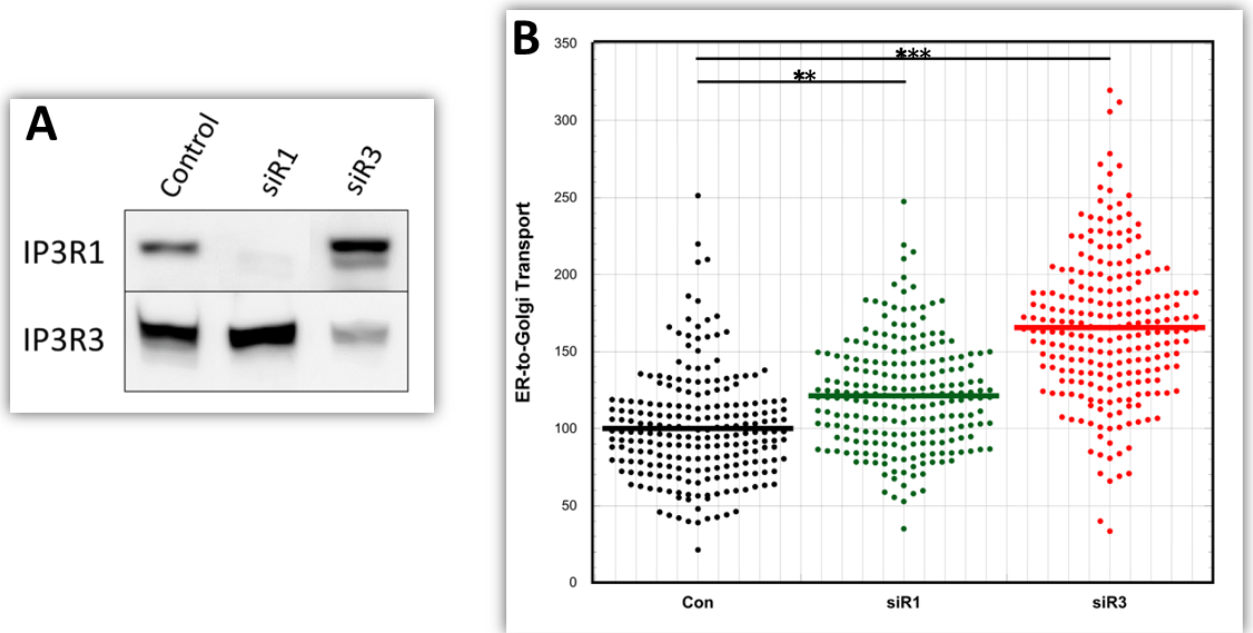 A
Control
siR1
siR3
IP3R1
IP3R3
B
ER-to-Golgi Transport
350
300
250
200
150
100
50
0
***
**
Con
siR1
siR3